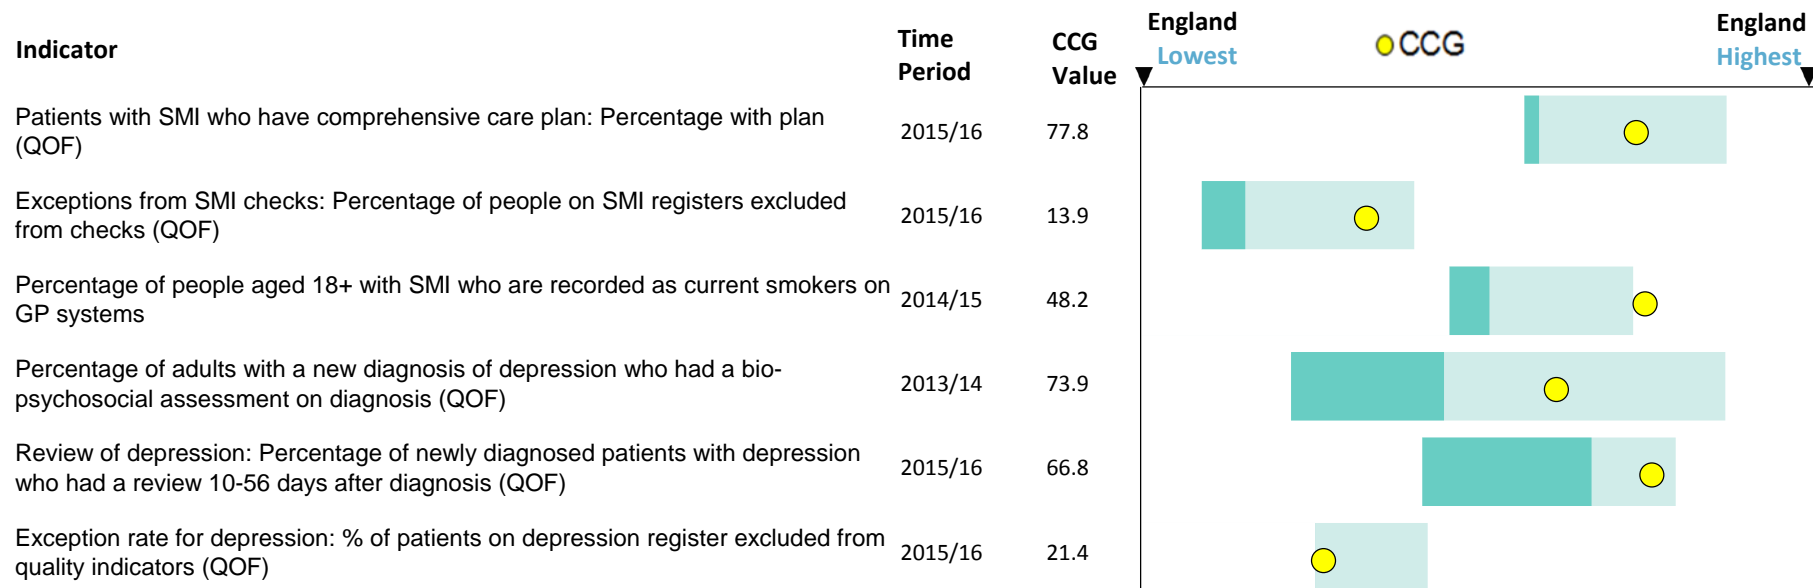 Indicator
Time
Period
CCG
Value
England
Lowest
CCG
England
Highest
Patients with SMI who have comprehensive care plan: Percentage with plan
(QOF)
2015/16
77.8
Exceptions from SMI checks: Percentage of people on SMI registers excluded
from checks (QOF)
2015/16
13.9
Percentage of people aged 18+ with SMI who are recorded as current smokers on
GP systems
2014/15
48.2
Percentage of adults with a new diagnosis of depression who had a bio-
psychosocial assessment on diagnosis (QOF)
2013/14
73.9
Review of depression: Percentage of newly diagnosed patients with depression
who had a review 10-56 days after diagnosis (QOF)
2015/16
66.8
Exception rate for depression: % of patients on depression register excluded from
quality indicators (QOF)
2015/16
21.4